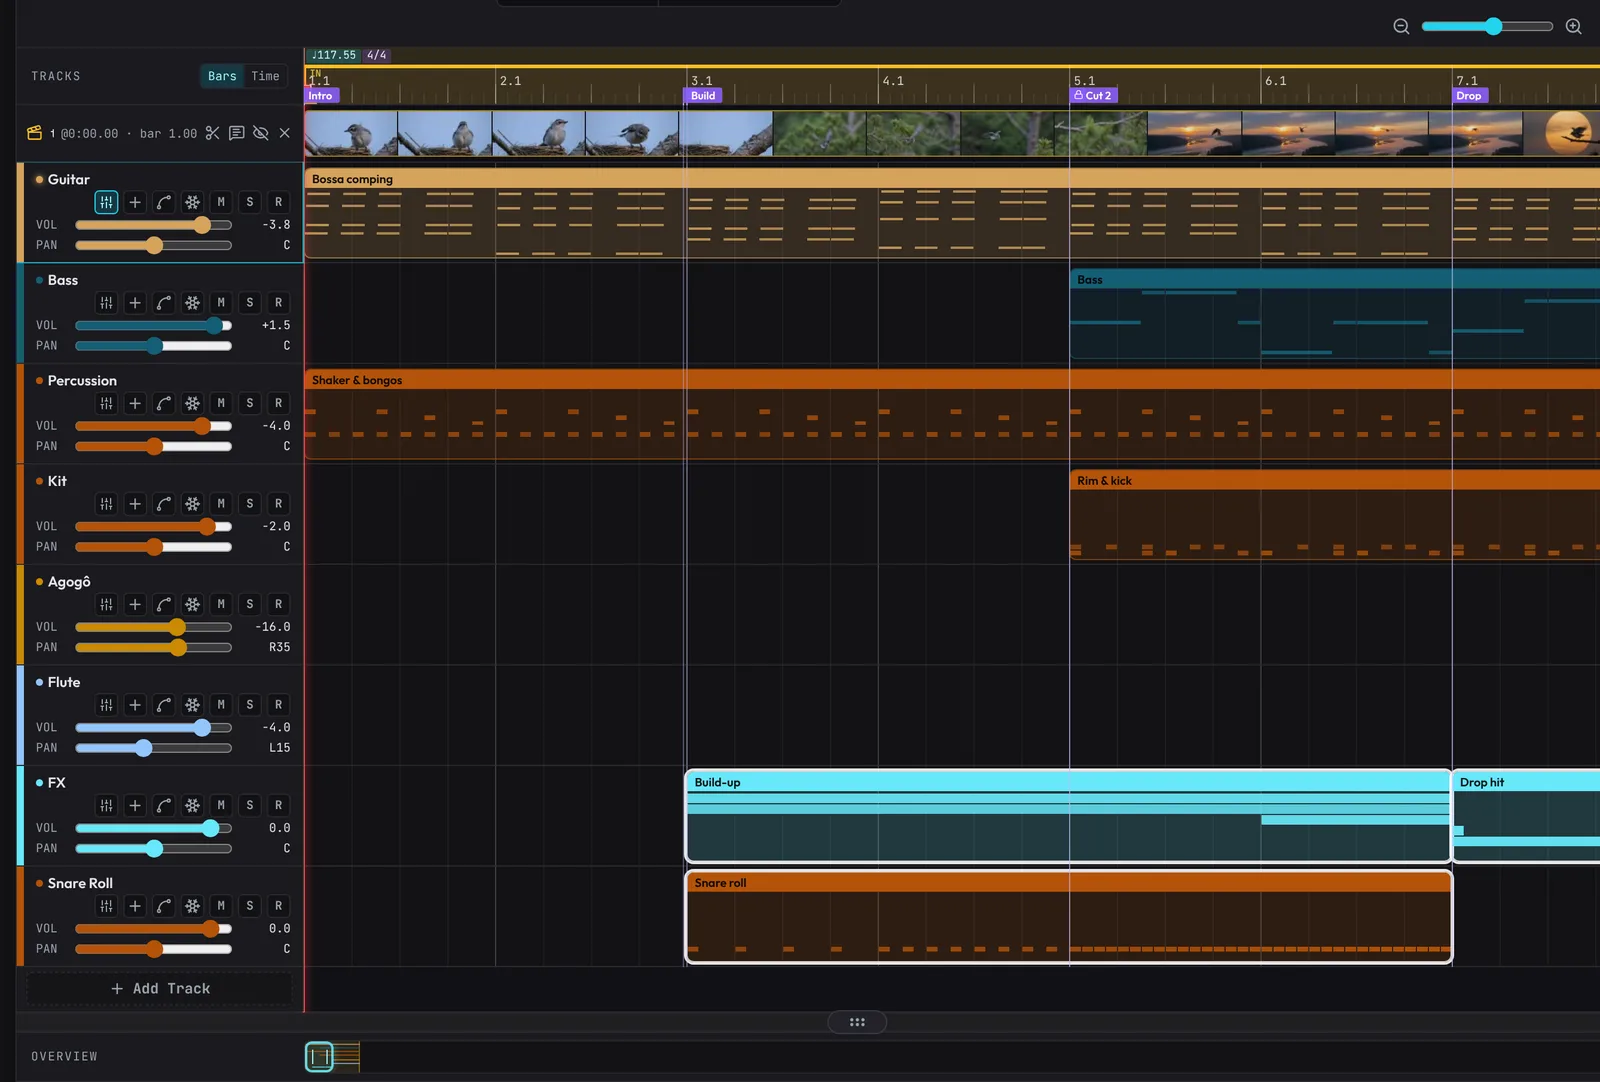 ♩117.55 4/4
TRACKS Bars Time
IN
1.1 2.1 3.1 4.1 5.1 6.1 7.1
Intro Build Cut 2 Drop
1 @0:00.00 · bar 1.00
Guitar
Bossa comping
M S R
VOL -3.8
PAN C
Bass
Bass
M S R
VOL +1.5
PAN C
Percussion
Shaker & bongos
M S R
VOL -4.0
PAN C
Kit
Rim & kick
M S R
VOL -2.0
PAN C
Agogô
M S R
VOL -16.0
PAN R35
Flute
M S R
VOL -4.0
PAN L15
FX
Build-up Drop hit
M S R
VOL 0.0
PAN C
Snare Roll
Snare roll
M S R
VOL 0.0
PAN C
+ Add Track
OVERVIEW